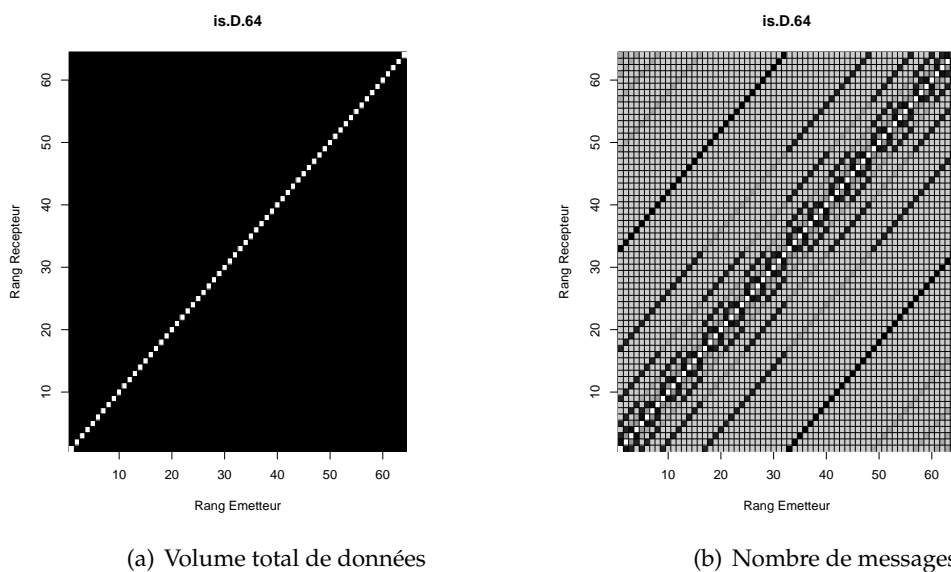 is.D.64
60
50
40
30
20
10
Rang Recepteur
10 20 30 40 50 60
Rang Emetteur
(a) Volume total de données
is.D.64
60
50
40
30
20
10
Rang Recepteur
10 20 30 40 50 60
Rang Emetteur
(b) Nombre de messages